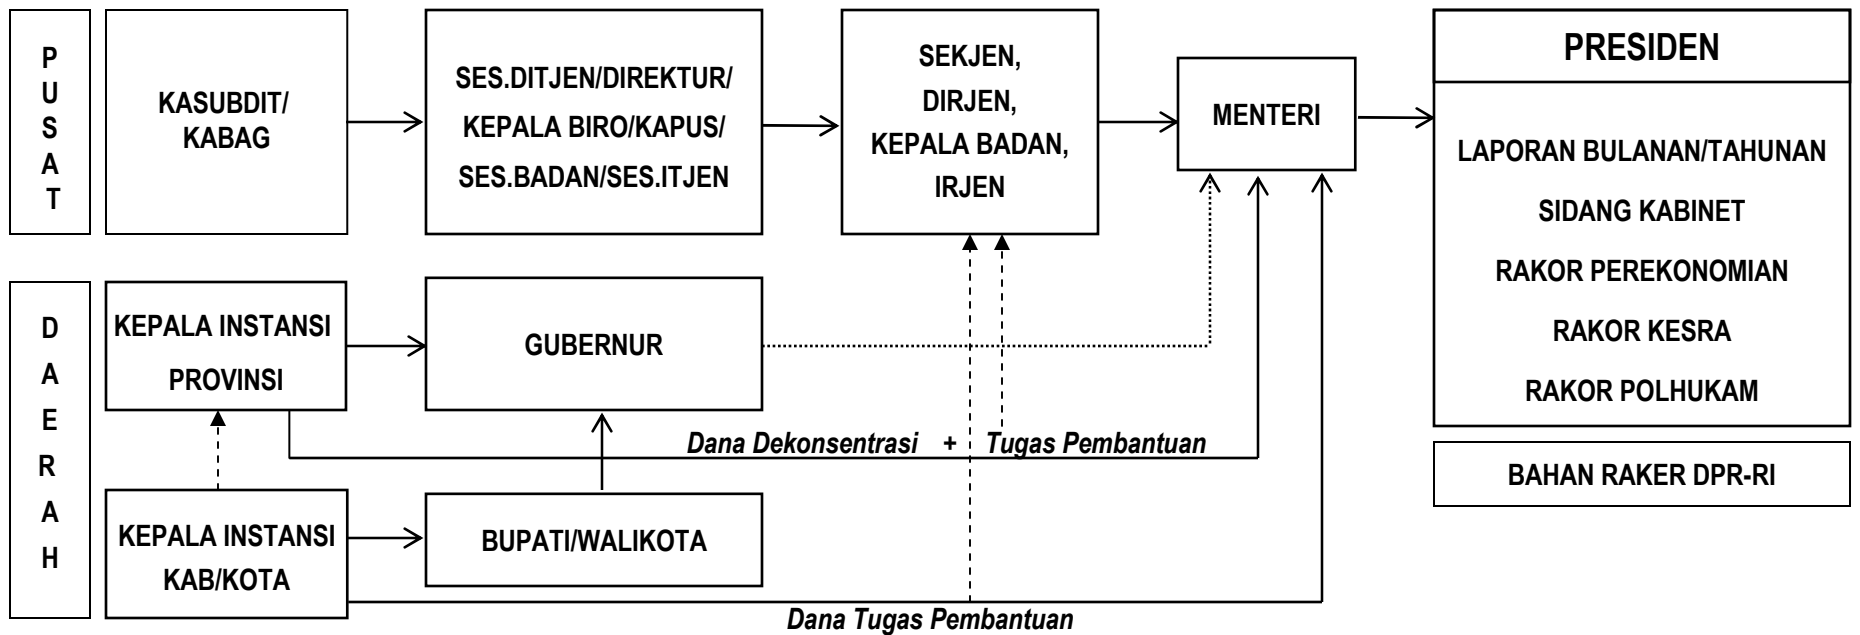 PUSAT
KASUBDIT/
KABAG
SES.DITJEN/DIREKTUR/
KEPALA BIRO/KAPUS/
SES.BADAN/SES.ITJEN
SEKJEN,
DIRJEN,
KEPALA BADAN,
IRJEN
MENTERI
PRESIDEN
LAPORAN BULANAN/TAHUNAN
SIDANG KABINET
RAKOR PEREKONOMIAN
RAKOR KESRA
RAKOR POLHUKAM
BAHAN RAKER DPR-RI
DAERAH
KEPALA INSTANSI
PROVINSI
GUBERNUR
Dana Dekonsentrasi + Tugas Pembantuan
KEPALA INSTANSI
KAB/KOTA
BUPATI/WALIKOTA
Dana Tugas Pembantuan